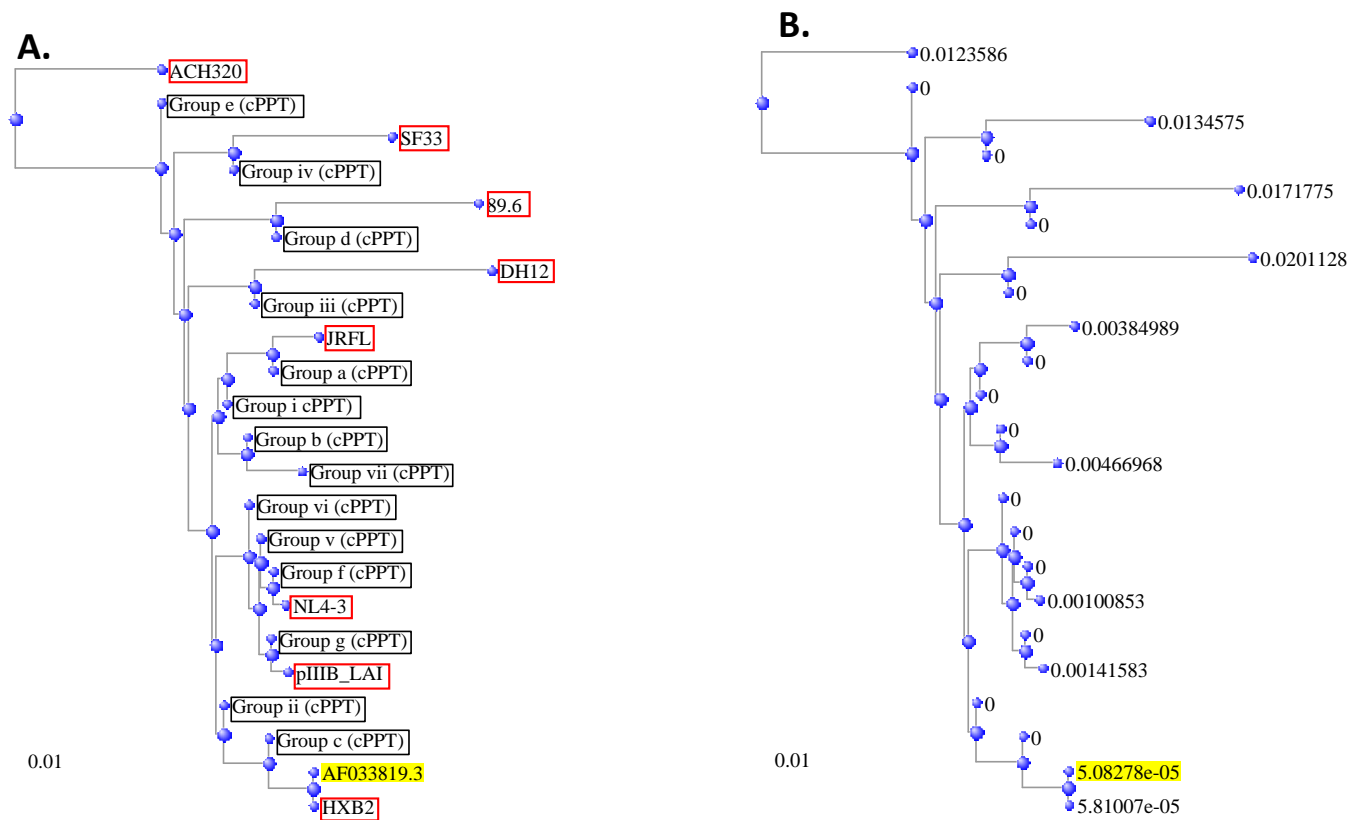 A.
ACH320
Group e (cPPT)
SF33
Group iv (cPPT)
89.6
Group d (cPPT)
DH12
Group iii (cPPT)
JRFL
Group a (cPPT)
Group i cPPT)
Group b (cPPT)
Group vii (cPPT)
Group vi (cPPT)
Group v (cPPT)
Group f (cPPT)
NL4-3
Group g (cPPT)
pIIIB_LAI
Group ii (cPPT)
Group c (cPPT)
0.01
AF033819.3
HXB2
B.
0.0123586
0
0.0134575
0
0.0171775
0
0.0201128
0
0.00384989
0
0
0
0.00466968
0
0
0
0.00100853
0
0.00141583
0
0
0.01
5.08278e-05
5.81007e-05